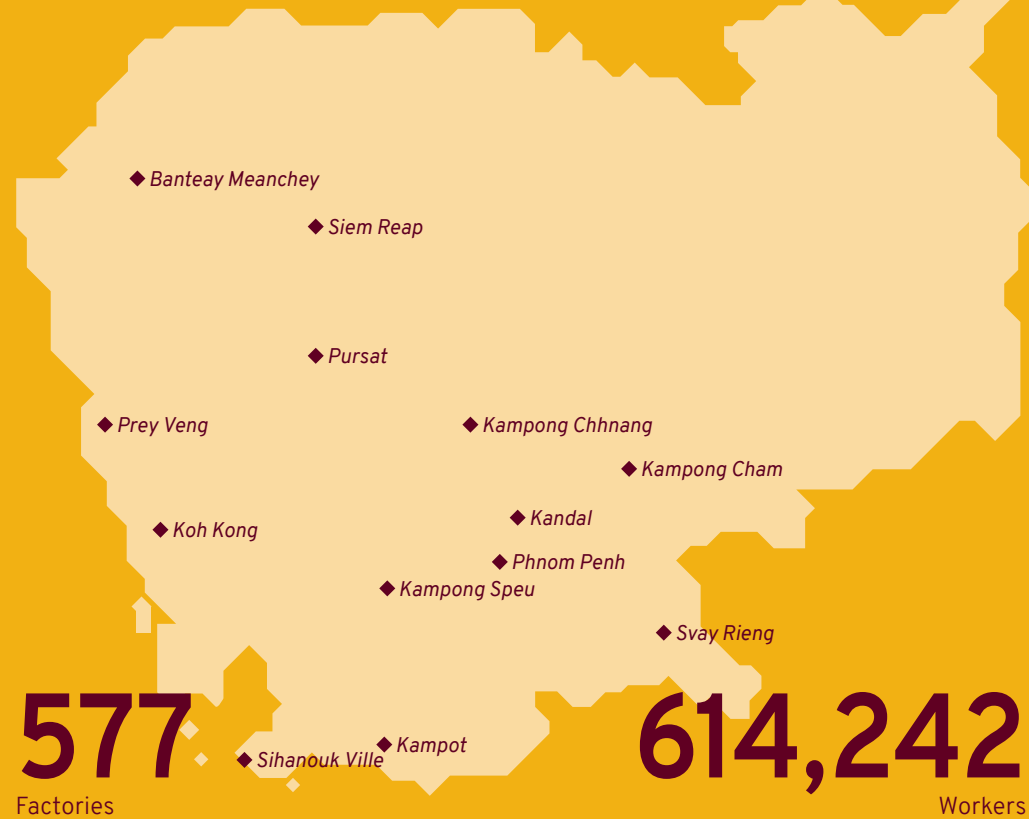 Banteay Meanchey
Siem Reap
Pursat
Prey Veng
Kampong Chhnang
Kampong Cham
Kandal
Koh Kong
Phnom Penh
Kampong Speu
Svay Rieng
577
614,242
Kampot
Sihanouk Ville
Factories
Workers